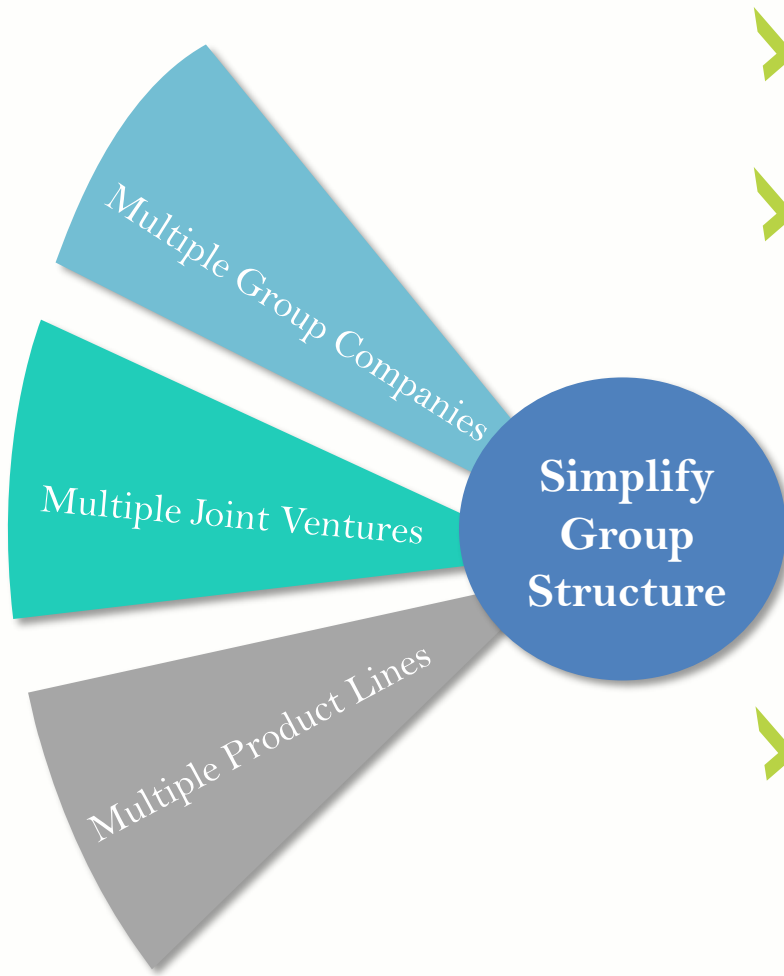 Multiple Group Companies
Multiple Joint Ventures
Multiple Product Lines
Simplify
Group
Structure